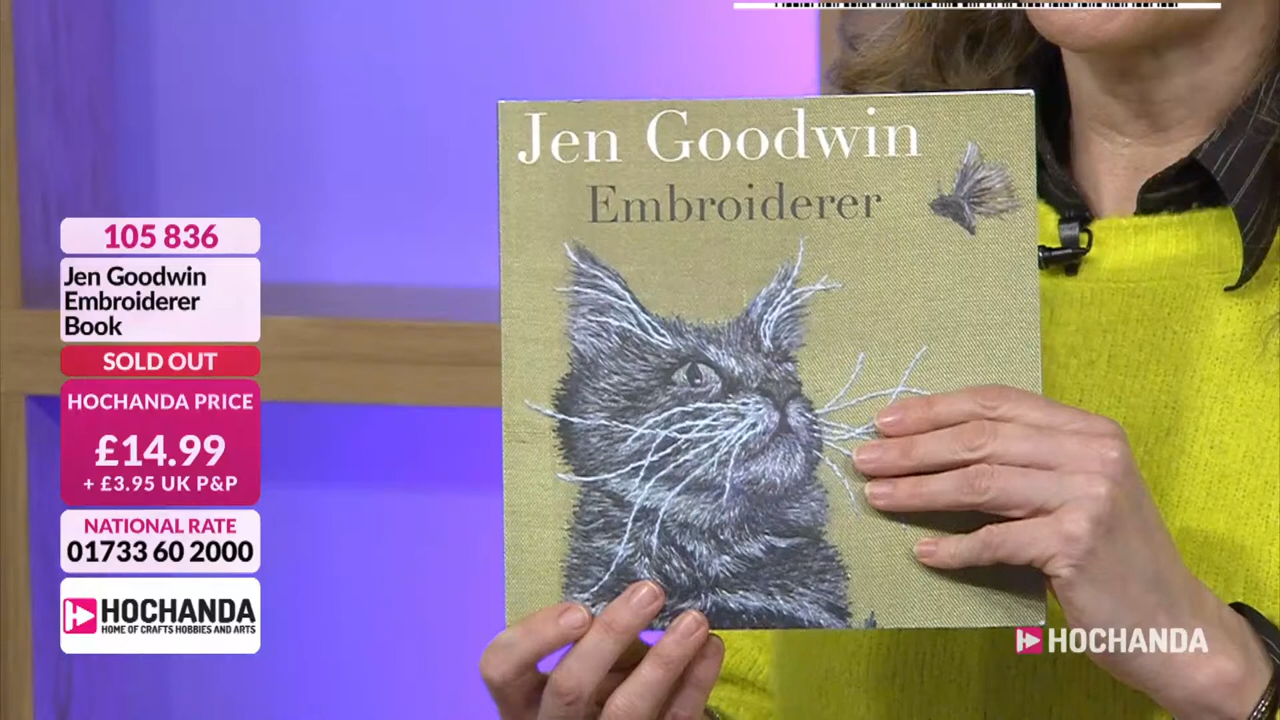 Jen Goodwin
Embroiderer
105 836
Jen Goodwin
Embroiderer
Book
SOLD OUT
HOCHANDA PRICE
£14.99
+ £3.95 UK P&P
NATIONAL RATE
01733 60 2000
HOCHANDA
HOME OF CRAFTS HOBBIES AND ARTS
HOCHANDA